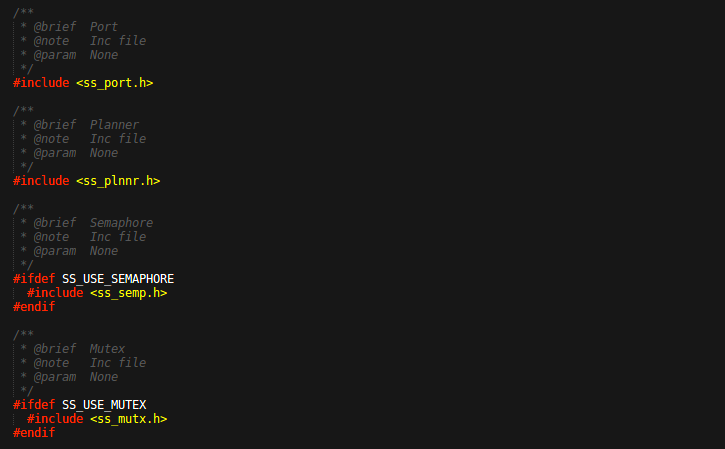 /**
 * @brief  Port
 * @note   Inc file
 * @param  None
 */
#include <ss_port.h>

/**
 * @brief  Planner
 * @note   Inc file
 * @param  None
 */
#include <ss_plnnr.h>

/**
 * @brief  Semaphore
 * @note   Inc file
 * @param  None
 */
#ifdef SS_USE_SEMAPHORE
  #include <ss_semp.h>
#endif

/**
 * @brief  Mutex
 * @note   Inc file
 * @param  None
 */
#ifdef SS_USE_MUTEX
  #include <ss_mutx.h>
#endif